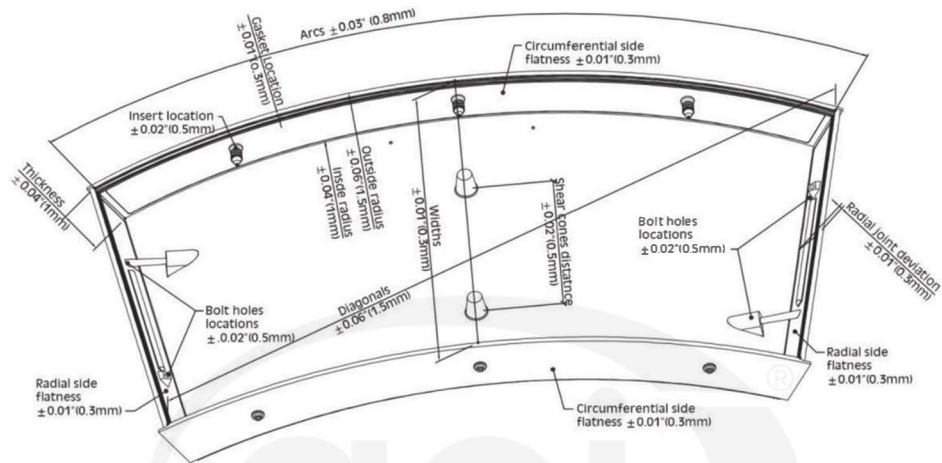 Arcs ±0.03" (0.8mm)
Gasket Location
±0.01"(0.3mm)
Circumferential side
flatness ±0.01"(0.3mm)
Insert location
±0.02"(0.5mm)
Thickness
±0.04"(1mm)
Outside radius
±0.06"(1.5mm)
Insde radius
±0.04"(1mm)
Widths
±0.01"(0.3mm)
Shear cones distatnce
±0.02"(0.5mm)
Bolt holes
locations
±0.02"(0.5mm)
Radial joint deviation
±0.01"(0.3mm)
Diagonals
±0.06"(1.5mm)
Bolt holes
locations
±.0.02"(0.5mm)
Radial side
flatness
±0.01"(0.3mm)
Radial side
flatness
±0.01"(0.3mm)
Circumferential side
flatness ±0.01"(0.3mm)
®